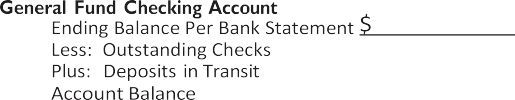 General Fund Checking Account
Ending Balance Per Bank Statement $
Less: Outstanding Checks
Plus: Deposits in Transit
Account Balance